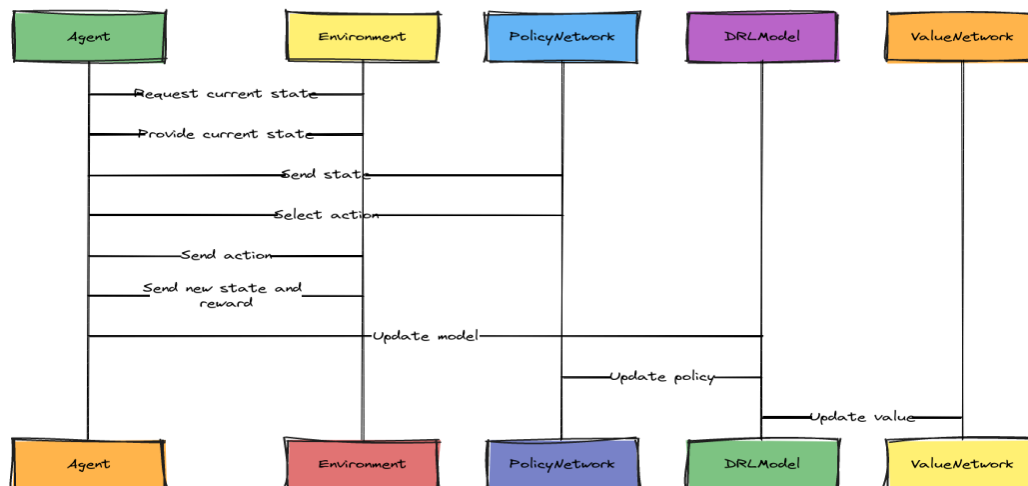 Agent
Environment
PolicyNetwork
DRLModel
ValueNetwork
Request current state
Provide current state
Send state
Select action
Send action
Send new state and
reward
Update model
Update policy
Update value
Agent
Environment
PolicyNetwork
DRLModel
ValueNetwork